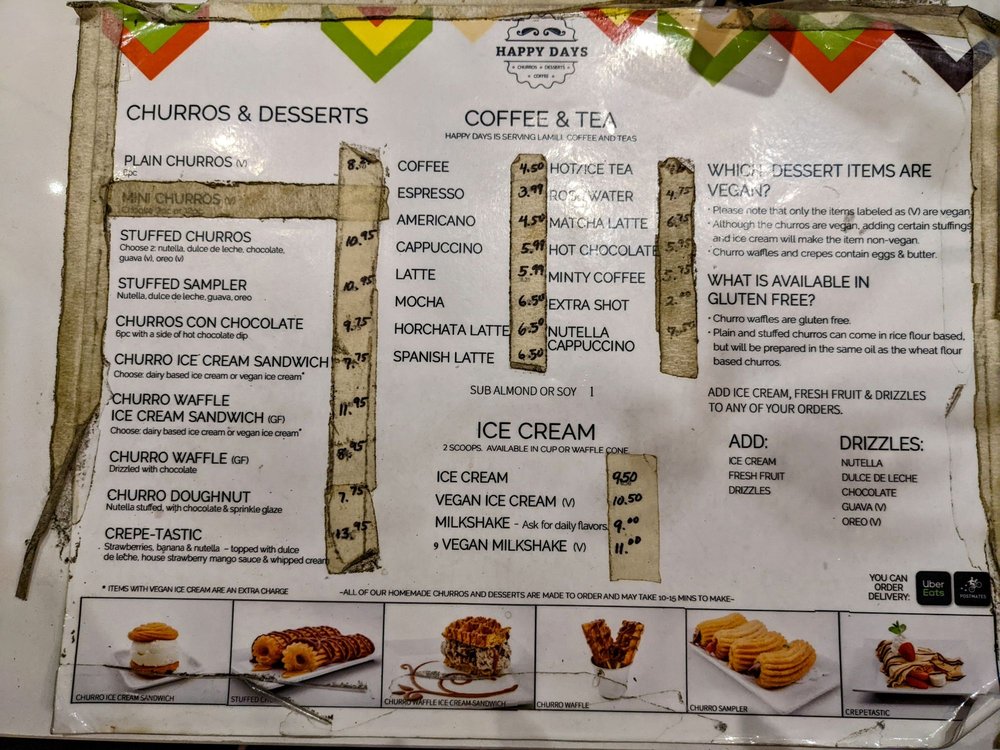 HAPPY DAYS
CHURROS + DESSERTS
COFFEE
CHURROS & DESSERTS
PLAIN CHURROS (V) 8.50
6pc
MINI CHURROS (V)
STUFFED CHURROS 10.95
Choose 2: nutella, dulce de leche, chocolate,
guava (v), oreo (v)
STUFFED SAMPLER 10.95
Nutella, dulce de leche, guava, oreo
CHURROS CON CHOCOLATE 9.75
6pc with a side of hot chocolate dip
CHURRO ICE CREAM SANDWICH 7.75
Choose: dairy based ice cream or vegan ice cream*
CHURRO WAFFLE
ICE CREAM SANDWICH (GF) 11.95
Choose: dairy based ice cream or vegan ice cream*
CHURRO WAFFLE (GF) 8.95
Drizzled with chocolate
CHURRO DOUGHNUT 7.75
Nutella stuffed, with chocolate & sprinkle glaze
CREPE-TASTIC 13.95
Strawberries, banana & nutella - topped with dulce
de leche, house strawberry mango sauce & whipped cream
COFFEE & TEA
HAPPY DAYS IS SERVING LAMILL COFFEE AND TEAS
COFFEE 4.50
ESPRESSO 3.99
AMERICANO 4.50
CAPPUCCINO 5.99
LATTE 5.99
MOCHA 6.50
HORCHATA LATTE 6.50
SPANISH LATTE 6.50
HOT/ICE TEA
ROSE WATER 4.75
MATCHA LATTE 6.75
HOT CHOCOLATE 5.95
MINTY COFFEE 5.75
EXTRA SHOT 2.00
NUTELLA
CAPPUCCINO
SUB ALMOND OR SOY 1
ICE CREAM
2 SCOOPS. AVAILABLE IN CUP OR WAFFLE CONE.
ICE CREAM 9.50
VEGAN ICE CREAM (V) 10.50
MILKSHAKE - Ask for daily flavors 9.00
9 VEGAN MILKSHAKE (V) 11.00
WHICH DESSERT ITEMS ARE
VEGAN?
• Please note that only the items labeled as (V) are vegan
• Although the churros are vegan, adding certain stuffings
and ice cream will make the item non-vegan.
• Churro waffles and crepes contain eggs & butter.
WHAT IS AVAILABLE IN
GLUTEN FREE?
• Churro waffles are gluten free.
• Plain and stuffed churros can come in rice flour based,
but will be prepared in the same oil as the wheat flour
based churros.
ADD ICE CREAM, FRESH FRUIT & DRIZZLES
TO ANY OF YOUR ORDERS.
ADD:
ICE CREAM
FRESH FRUIT
DRIZZLES
DRIZZLES:
NUTELLA
DULCE DE LECHE
CHOCOLATE
GUAVA (V)
OREO (V)
YOU CAN
ORDER
DELIVERY:
Uber
Eats
POSTMATES
* ITEMS WITH VEGAN ICE CREAM ARE AN EXTRA CHARGE
~ALL OF OUR HOMEMADE CHURROS AND DESSERTS ARE MADE TO ORDER AND MAY TAKE 10-15 MINS TO MAKE~
CHURRO ICE CREAM SANDWICH
STUFFED CHURROS
CHURRO WAFFLE ICE CREAM SANDWICH
CHURRO WAFFLE
CHURRO SAMPLER
CREPETASTIC